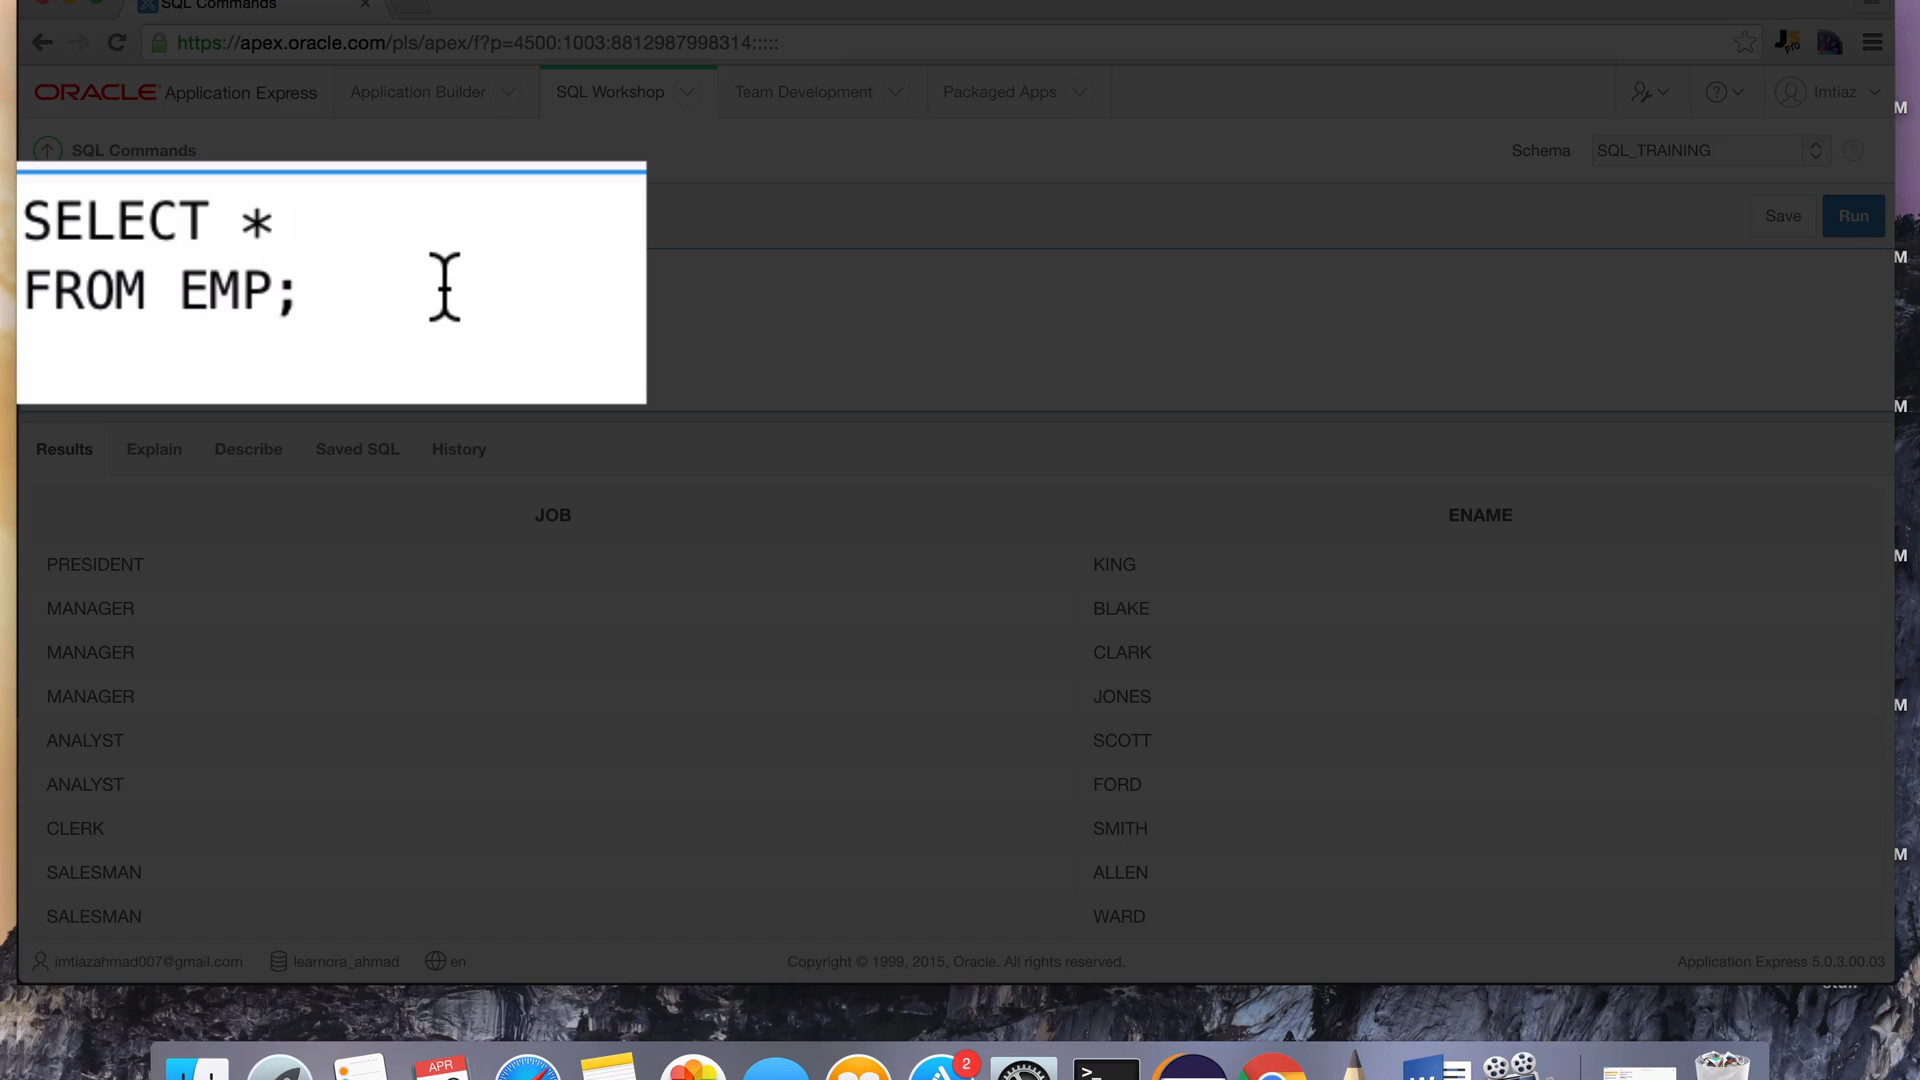 SQL Commands
https://apex.oracle.com/pls/apex/f?p=4500:1003:8812987998314:::::
ORACLE Application Express
Application Builder
SQL Workshop
Team Development
Packaged Apps
Imtiaz
SQL Commands
Schema
SQL_TRAINING
SELECT *
FROM EMP;
Save
Run
Results
Explain
Describe
Saved SQL
History
JOB ENAME
PRESIDENT KING
MANAGER BLAKE
MANAGER CLARK
MANAGER JONES
ANALYST SCOTT
ANALYST FORD
CLERK SMITH
SALESMAN ALLEN
SALESMAN WARD
imtiazahmad007@gmail.com
learnora_ahmad
en
Copyright © 1999, 2015, Oracle. All rights reserved.
Application Express 5.0.3.00.03
M
M
M
M
M
M
APR
2
>_
W